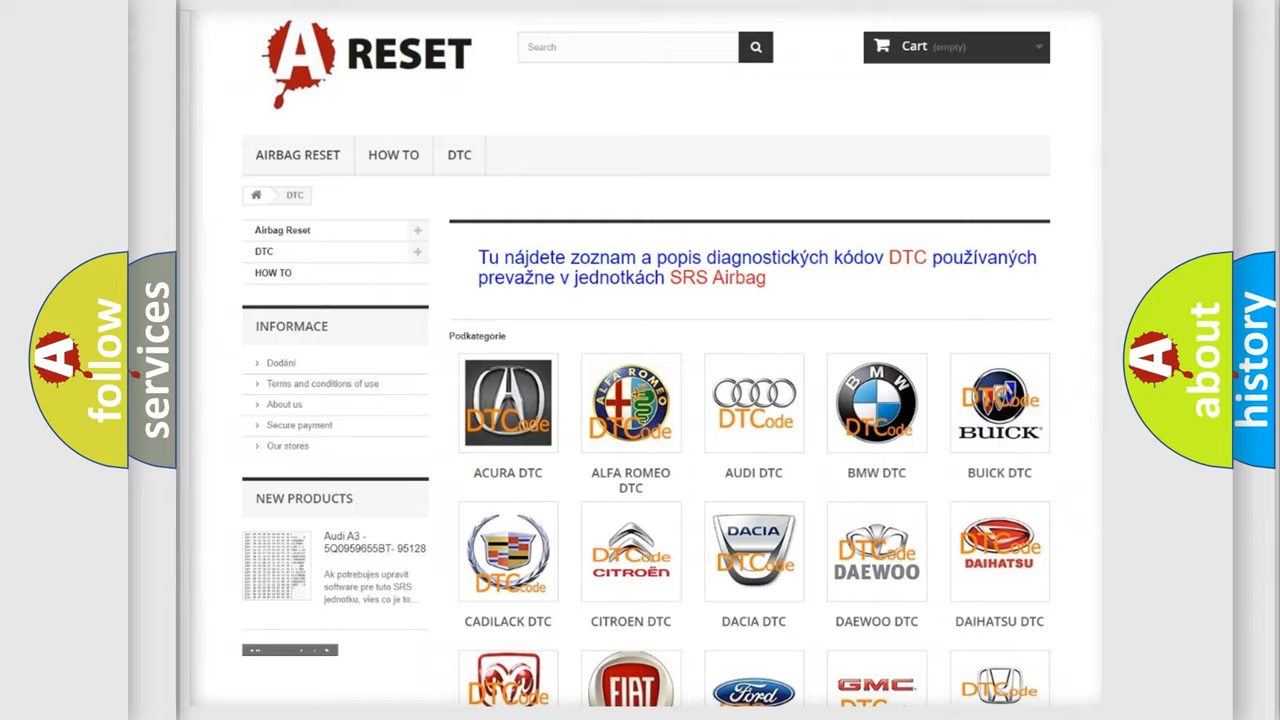 A RESET
Search
Cart (empty)
AIRBAG RESET
HOW TO
DTC
DTC
Airbag Reset
DTC
HOW TO
INFORMACE
Dodání
Terms and conditions of use
About us
Secure payment
Our stores
NEW PRODUCTS
Audi A3 -
5Q0959655BT- 95128
Ak potrebujes upravit
software pre tuto SRS
jednotku, vies co je to...
Tu nájdete zoznam a popis diagnostických kódov DTC používaných
prevažne v jednotkách SRS Airbag
Podkategorie
DTCode
ALFA ROMEO
DTCode
DTCode
BMW
DTCode
DTCode
BUICK
ACURA DTC
ALFA ROMEO
DTC
AUDI DTC
BMW DTC
BUICK DTC
DTCode
DTCode
CITROËN
DACIA
DTCode
DTCode
DAEWOO
DTCode
DAIHATSU
CADILACK DTC
CITROEN DTC
DACIA DTC
DAEWOO DTC
DAIHATSU DTC
DTCode
FIAT
Ford
GMC
DTCode
A
follow
services
A
about
history